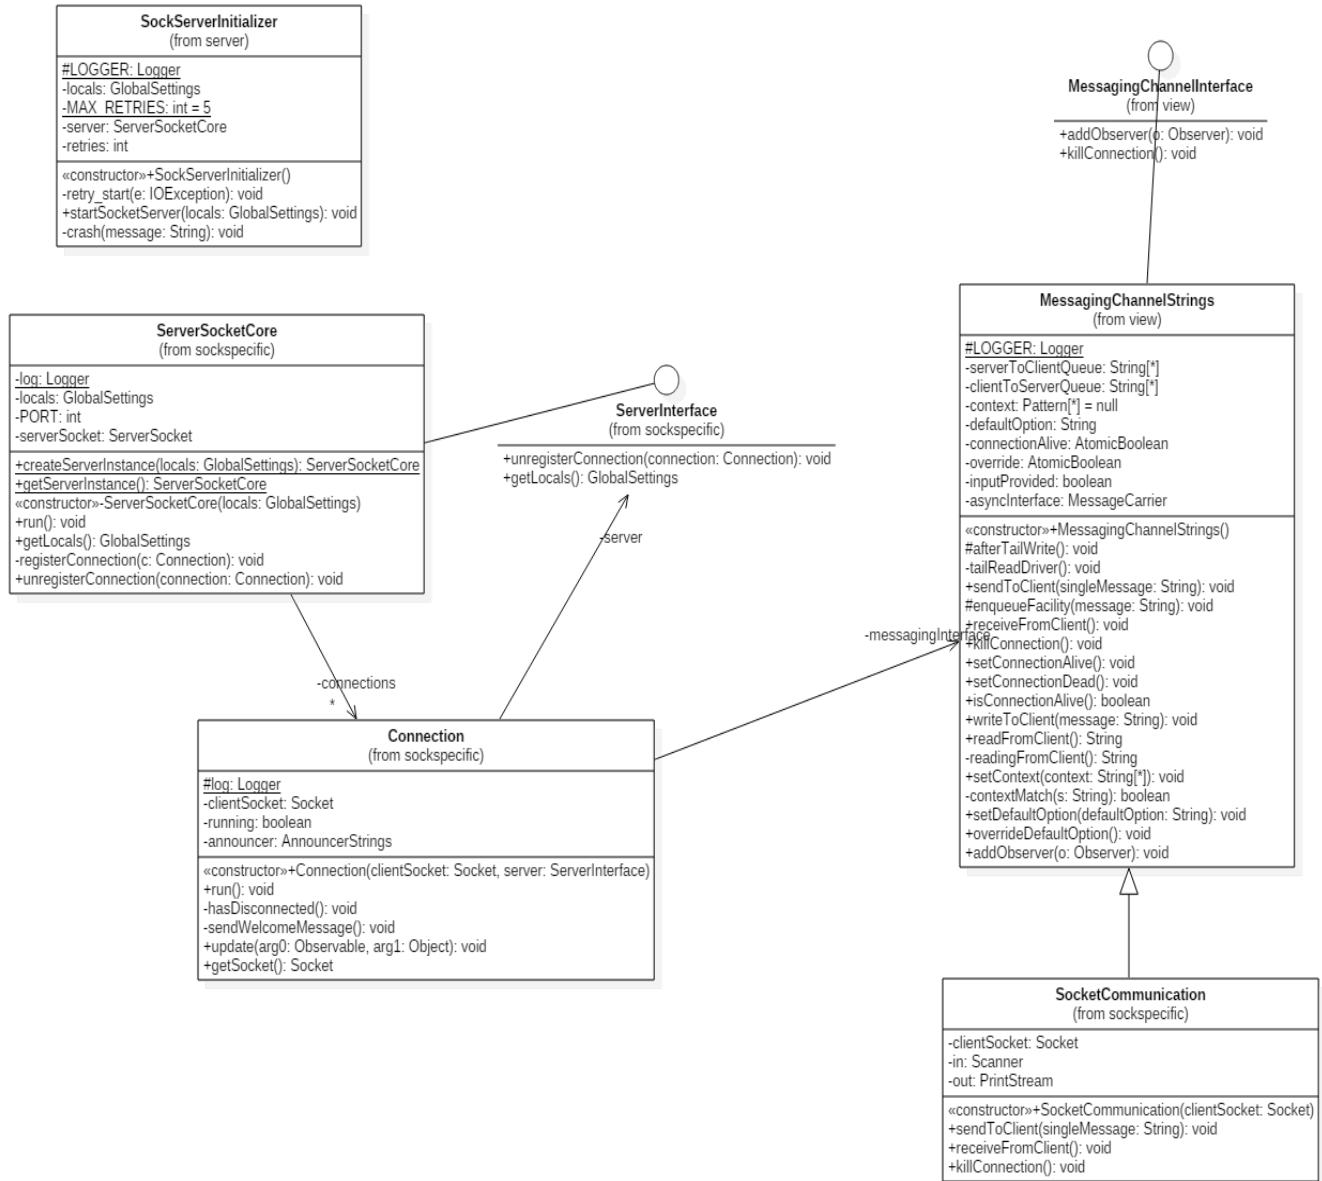 SockServerInitializer
(from server)
#LOGGER: Logger
-locals: GlobalSettings
-MAX_RETRIES: int = 5
-server: ServerSocketCore
-retries: int
«constructor»+SockServerInitializer()
-retry_start(e: IOException): void
+startSocketServer(locals: GlobalSettings): void
-crash(message: String): void
MessagingChannelInterface
(from view)
+addObserver(o: Observer): void
+killConnection(): void
ServerSocketCore
(from sockspecific)
-log: Logger
-locals: GlobalSettings
-PORT: int
-serverSocket: ServerSocket
+createServerInstance(locals: GlobalSettings): ServerSocketCore
+getServerInstance(): ServerSocketCore
«constructor»-ServerSocketCore(locals: GlobalSettings)
+run(): void
+getLocals(): GlobalSettings
-registerConnection(c: Connection): void
+unregisterConnection(connection: Connection): void
ServerInterface
(from sockspecific)
+unregisterConnection(connection: Connection): void
+getLocals(): GlobalSettings
-server
MessagingChannelStrings
(from view)
#LOGGER: Logger
-serverToClientQueue: String[*]
-clientToServerQueue: String[*]
-context: Pattern[*] = null
-defaultOption: String
-connectionAlive: AtomicBoolean
-override: AtomicBoolean
-inputProvided: boolean
-asyncInterface: MessageCarrier
«constructor»+MessagingChannelStrings()
#afterTailWrite(): void
-tailReadDriver(): void
+sendToClient(singleMessage: String): void
#enqueueFacility(message: String): void
+receiveFromClient(): void
+killConnection(): void
+setConnectionAlive(): void
+setConnectionDead(): void
+isConnectionAlive(): boolean
+writeToClient(message: String): void
+readFromClient(): String
-readingFromClient(): String
+setContext(context: String[*]): void
-contextMatch(s: String): boolean
+setDefaultOption(defaultOption: String): void
+overrideDefaultOption(): void
+addObserver(o: Observer): void
-messagingInterface
-connections
*
Connection
(from sockspecific)
#log: Logger
-clientSocket: Socket
-running: boolean
-announcer: AnnouncerStrings
«constructor»+Connection(clientSocket: Socket, server: ServerInterface)
+run(): void
-hasDisconnected(): void
-sendWelcomeMessage(): void
+update(arg0: Observable, arg1: Object): void
+getSocket(): Socket
SocketCommunication
(from sockspecific)
-clientSocket: Socket
-in: Scanner
-out: PrintStream
«constructor»+SocketCommunication(clientSocket: Socket)
+sendToClient(singleMessage: String): void
+receiveFromClient(): void
+killConnection(): void